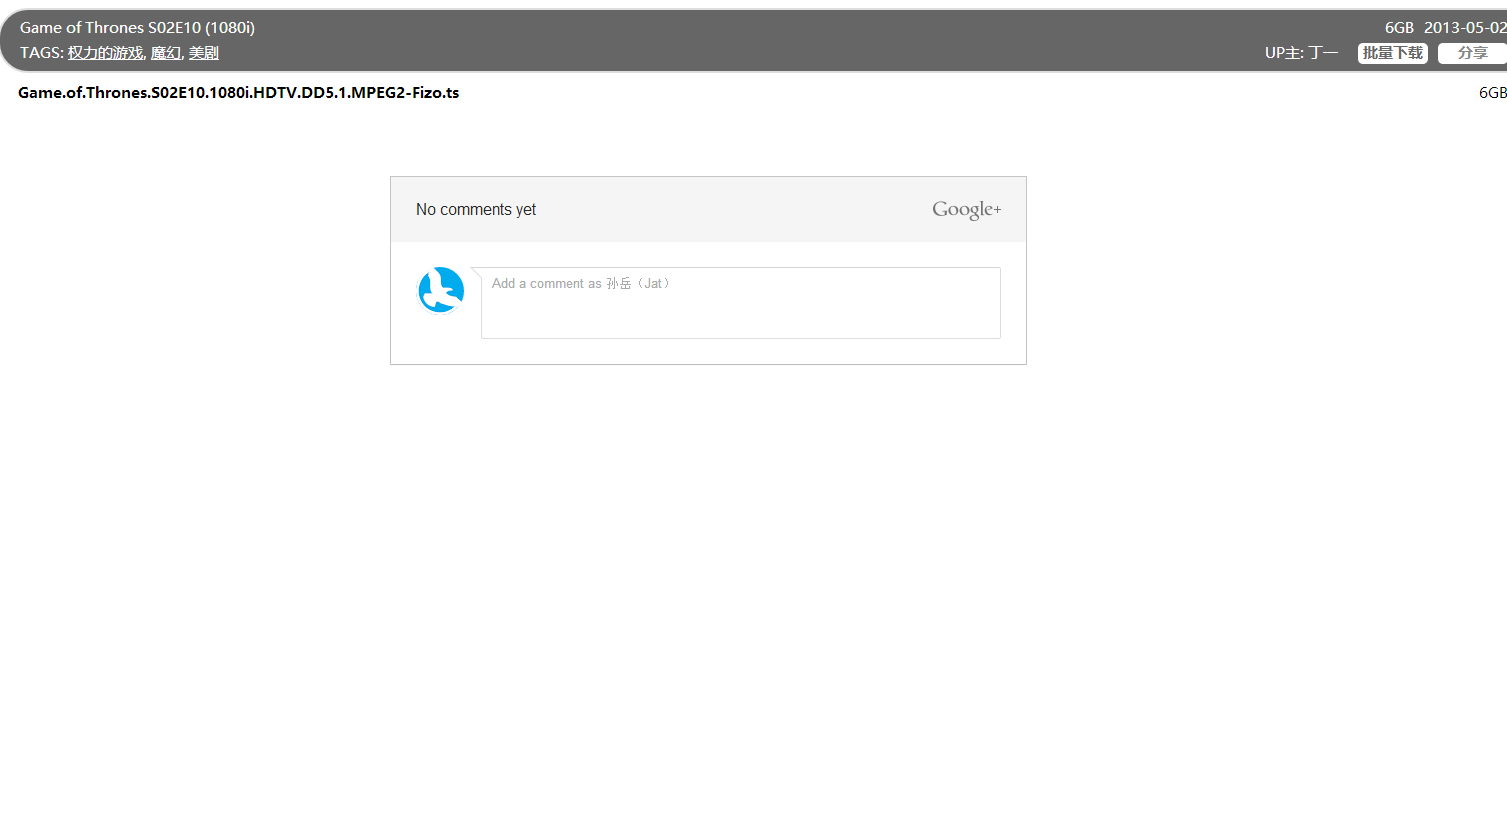 Game of Thrones S02E10 (1080i) 6GB 2013-05-02
TAGS: 权力的游戏, 魔幻, 美剧 UP主: 丁一 批量下载 分享
Game.of.Thrones.S02E10.1080i.HDTV.DD5.1.MPEG2-Fizo.ts 6GB
No comments yet Google+
Add a comment as 孙岳（Jat）